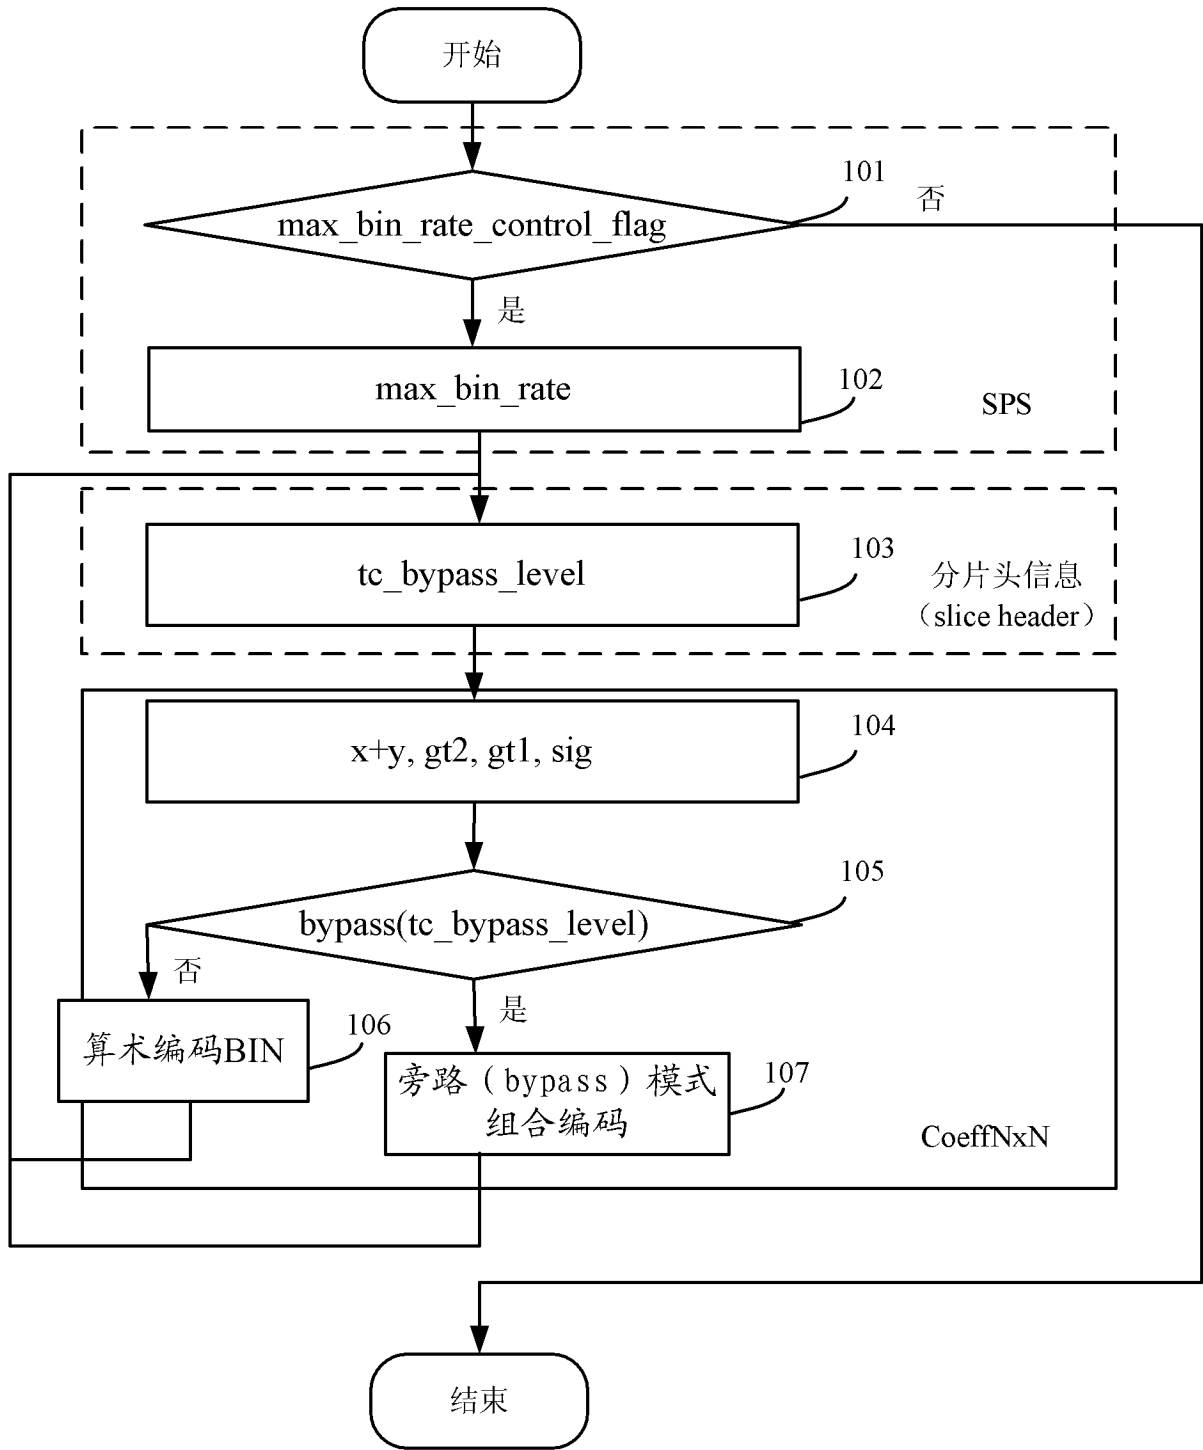 开始
101
否
max_bin_rate_control_flag
是
max_bin_rate
102
SPS
tc_bypass_level
103
分片头信息
（slice header）
x+y, gt2, gt1, sig
104
bypass(tc_bypass_level)
105
否
是
算术编码BIN
106
旁路（bypass）模式
组合编码
107
CoeffNxN
结束